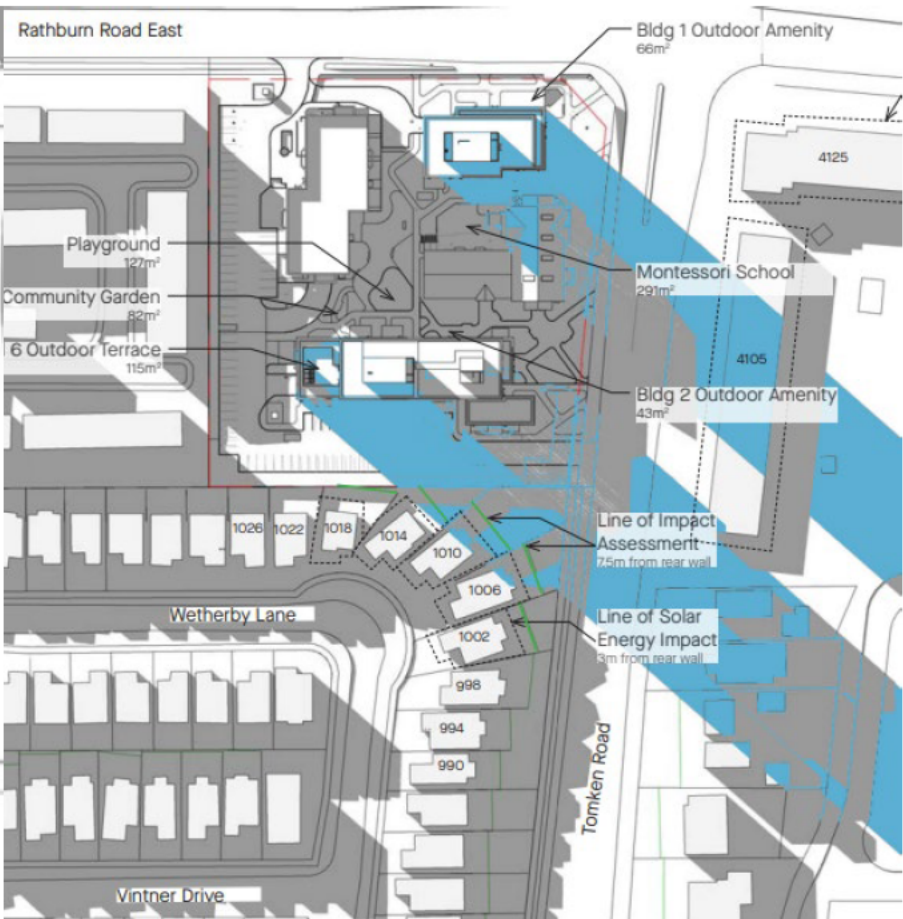 Rathburn Road East
Bldg 1 Outdoor Amenity
66m²
4125
Playground
127m²
Montessori School
291m²
Community Garden
82m²
6 Outdoor Terrace
115m²
4105
Bldg 2 Outdoor Amenity
43m²
1026
1022
1018
1014
1010
1006
1002
Line of Impact
Assessment
7.5m from rear wall
Wetherby Lane
Line of Solar
Energy Impact
3m from rear wall
998
994
990
Tomken Road
Vintner Drive